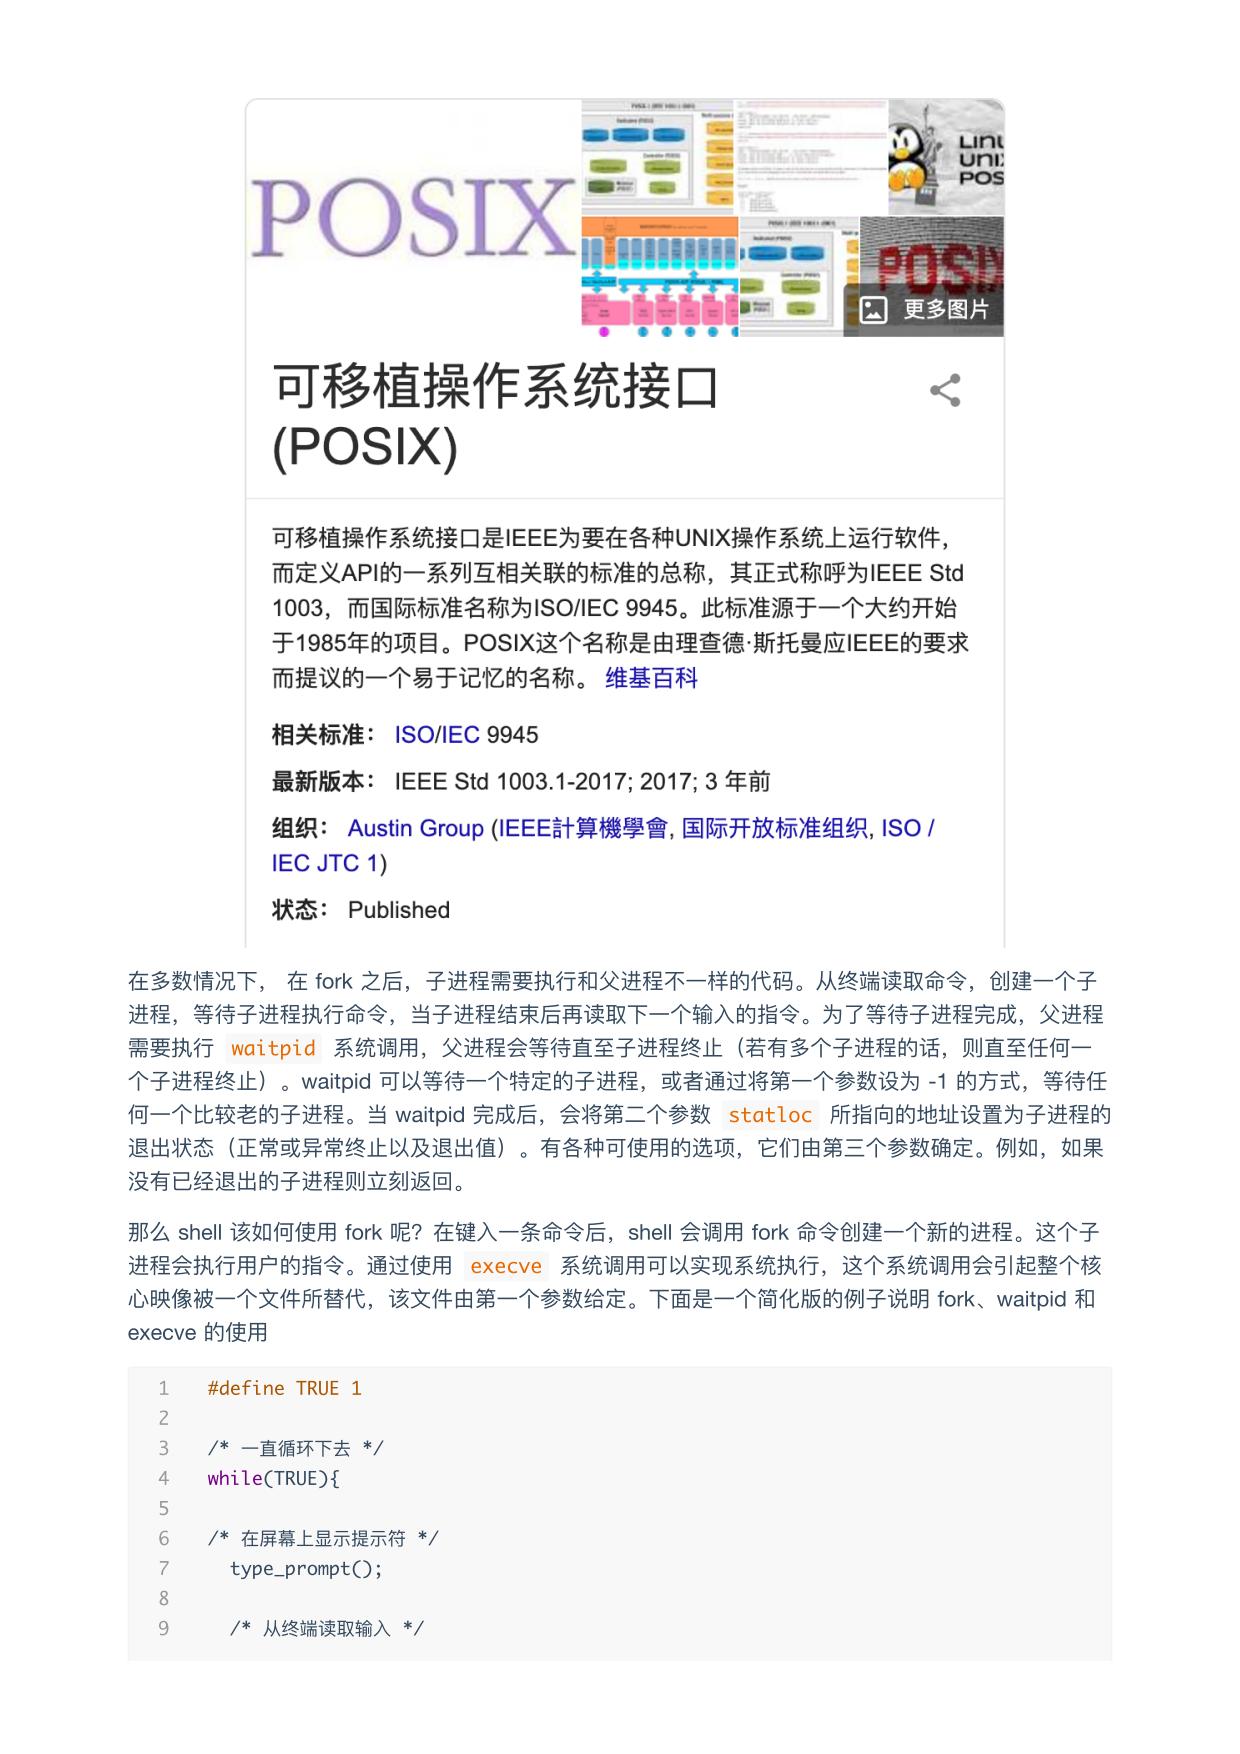 POSIX
LINU
UNIX
POS
POSIX
更多图片
可移植操作系统接口
(POSIX)
可移植操作系统接口是IEEE为要在各种UNIX操作系统上运行软件，
而定义API的一系列互相关联的标准的总称，其正式称呼为IEEE Std
1003，而国际标准名称为ISO/IEC 9945。此标准源于一个大约开始
于1985年的项目。POSIX这个名称是由理查德·斯托曼应IEEE的要求
而提议的一个易于记忆的名称。 维基百科
相关标准： ISO/IEC 9945
最新版本： IEEE Std 1003.1-2017; 2017; 3 年前
组织： Austin Group (IEEE計算機學會, 国际开放标准组织, ISO /
IEC JTC 1)
状态： Published
在多数情况下， 在 fork 之后，子进程需要执行和父进程不一样的代码。从终端读取命令，创建一个子
进程，等待子进程执行命令，当子进程结束后再读取下一个输入的指令。为了等待子进程完成，父进程
需要执行 waitpid 系统调用，父进程会等待直至子进程终止（若有多个子进程的话，则直至任何一
个子进程终止）。waitpid 可以等待一个特定的子进程，或者通过将第一个参数设为 -1 的方式，等待任
何一个比较老的子进程。当 waitpid 完成后，会将第二个参数 statloc 所指向的地址设置为子进程的
退出状态（正常或异常终止以及退出值）。有各种可使用的选项，它们由第三个参数确定。例如，如果
没有已经退出的子进程则立刻返回。
那么 shell 该如何使用 fork 呢？在键入一条命令后，shell 会调用 fork 命令创建一个新的进程。这个子
进程会执行用户的指令。通过使用 execve 系统调用可以实现系统执行，这个系统调用会引起整个核
心映像被一个文件所替代，该文件由第一个参数给定。下面是一个简化版的例子说明 fork、waitpid 和
execve 的使用
1 #define TRUE 1
2
3 /* 一直循环下去 */
4 while(TRUE){
5
6 /* 在屏幕上显示提示符 */
7 type_prompt();
8
9 /* 从终端读取输入 */